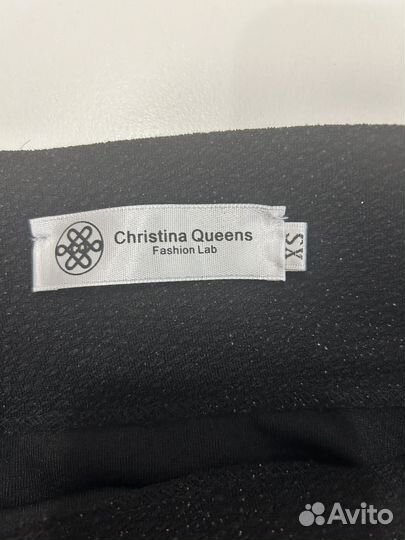 Christina Queens
Fashion Lab
XS
Avito